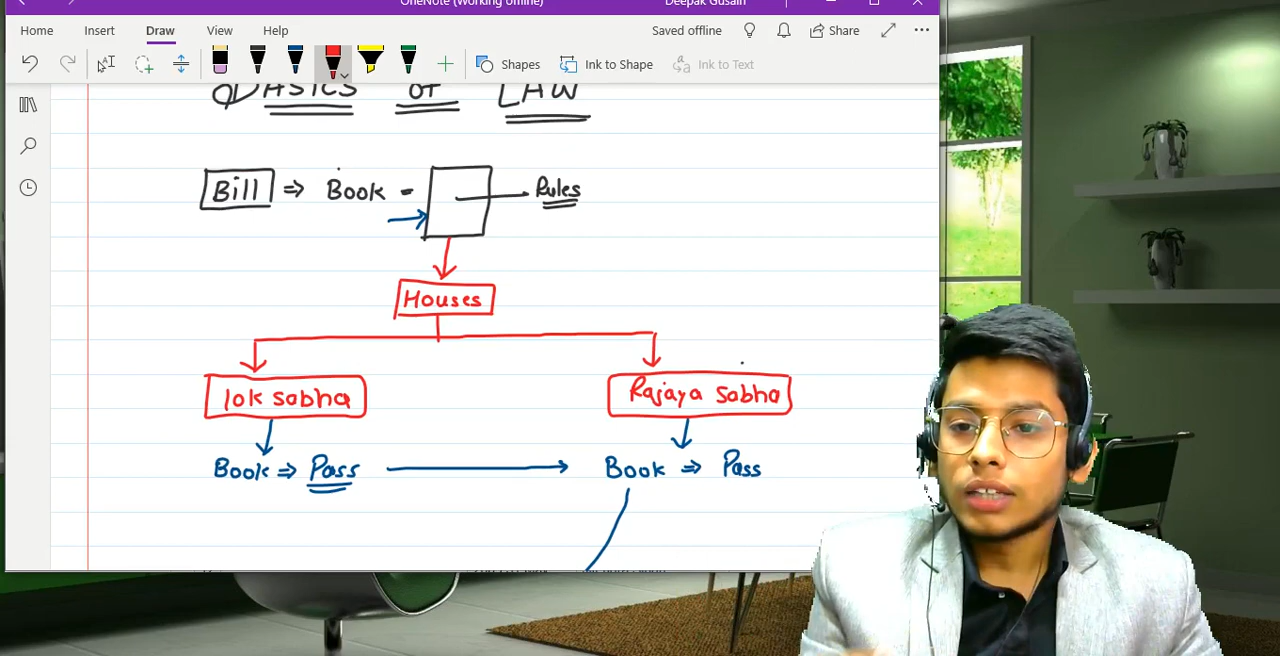 OneNote (Working offline)
Deepak Gusain
Home Insert Draw View Help
Saved offline
Share
Shapes
Ink to Shape
Ink to Text
BASICS OF LAW
Bill ⇒ Book - Rules
Houses
lok sabha
Rajaya sabha
Book ⇒ Pass
Book ⇒ Pass